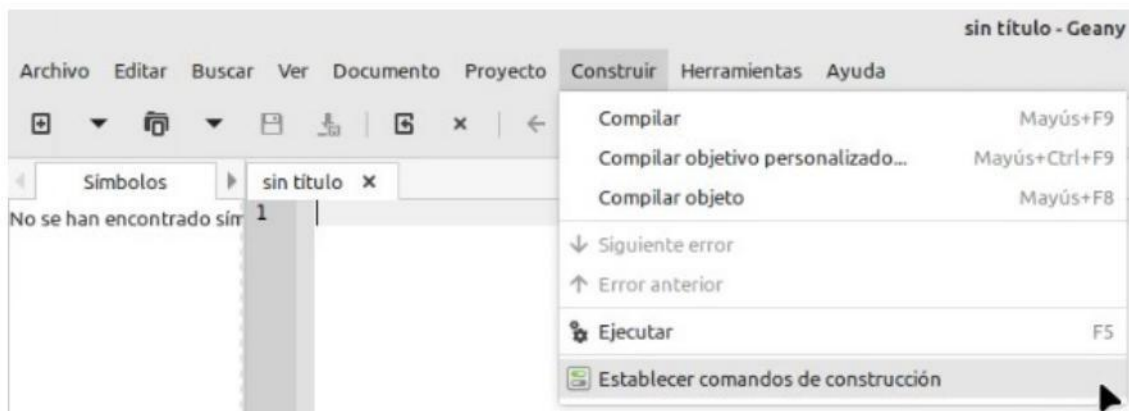 sin título - Geany
Archivo Editar Buscar Ver Documento Proyecto Construir Herramientas Ayuda
Compilar Mayús+F9
Compilar objetivo personalizado... Mayús+Ctrl+F9
Símbolos sin título
Compilar objeto Mayús+F8
No se han encontrado sím 1
Siguiente error
Error anterior
Ejecutar F5
Establecer comandos de construcción